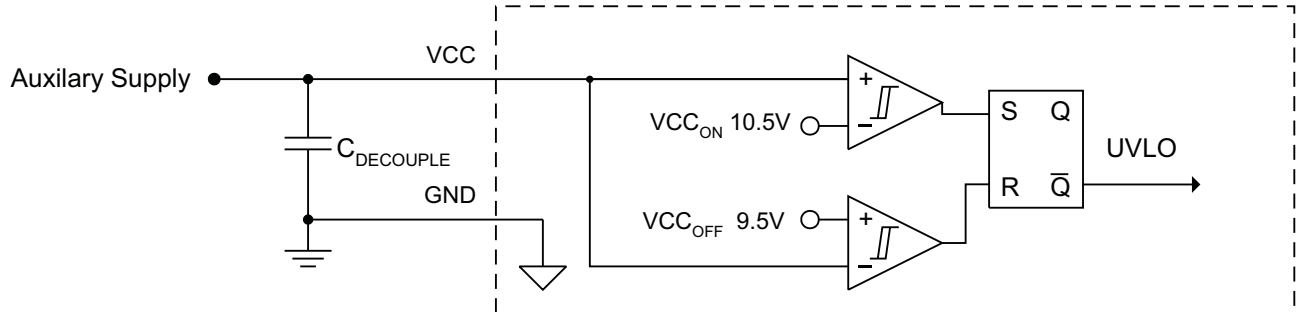 VCC
Auxilary Supply
+
VCC_ON 10.5V
−
S Q
C_DECOUPLE
UVLO
GND
R Q̅
VCC_OFF 9.5V
+
−